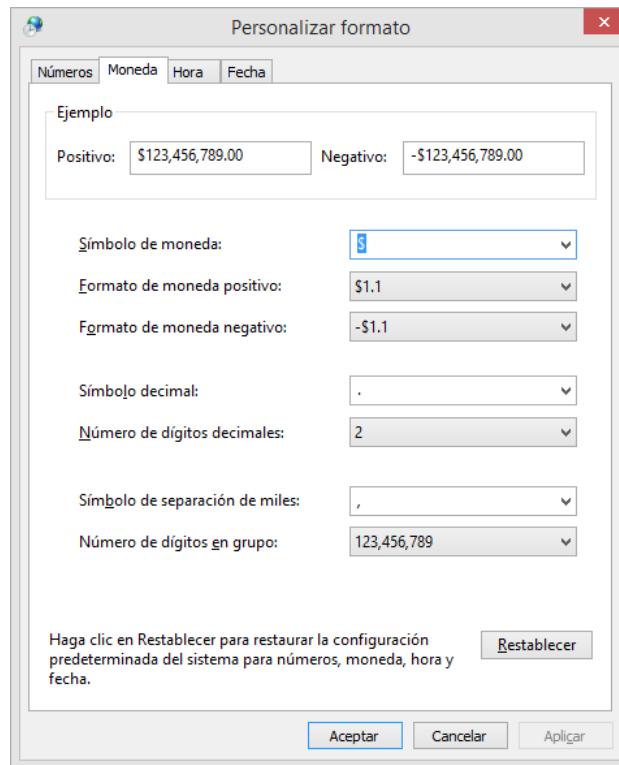 Personalizar formato
Números Moneda Hora Fecha
Ejemplo
Positivo: $123,456,789.00 Negativo: -$123,456,789.00
Símbolo de moneda: $
Formato de moneda positivo: $1.1
Formato de moneda negativo: -$1.1
Símbolo decimal: .
Número de dígitos decimales: 2
Símbolo de separación de miles: ,
Número de dígitos en grupo: 123,456,789
Haga clic en Restablecer para restaurar la configuración
predeterminada del sistema para números, moneda, hora y
fecha.
Restablecer
Aceptar Cancelar Aplicar